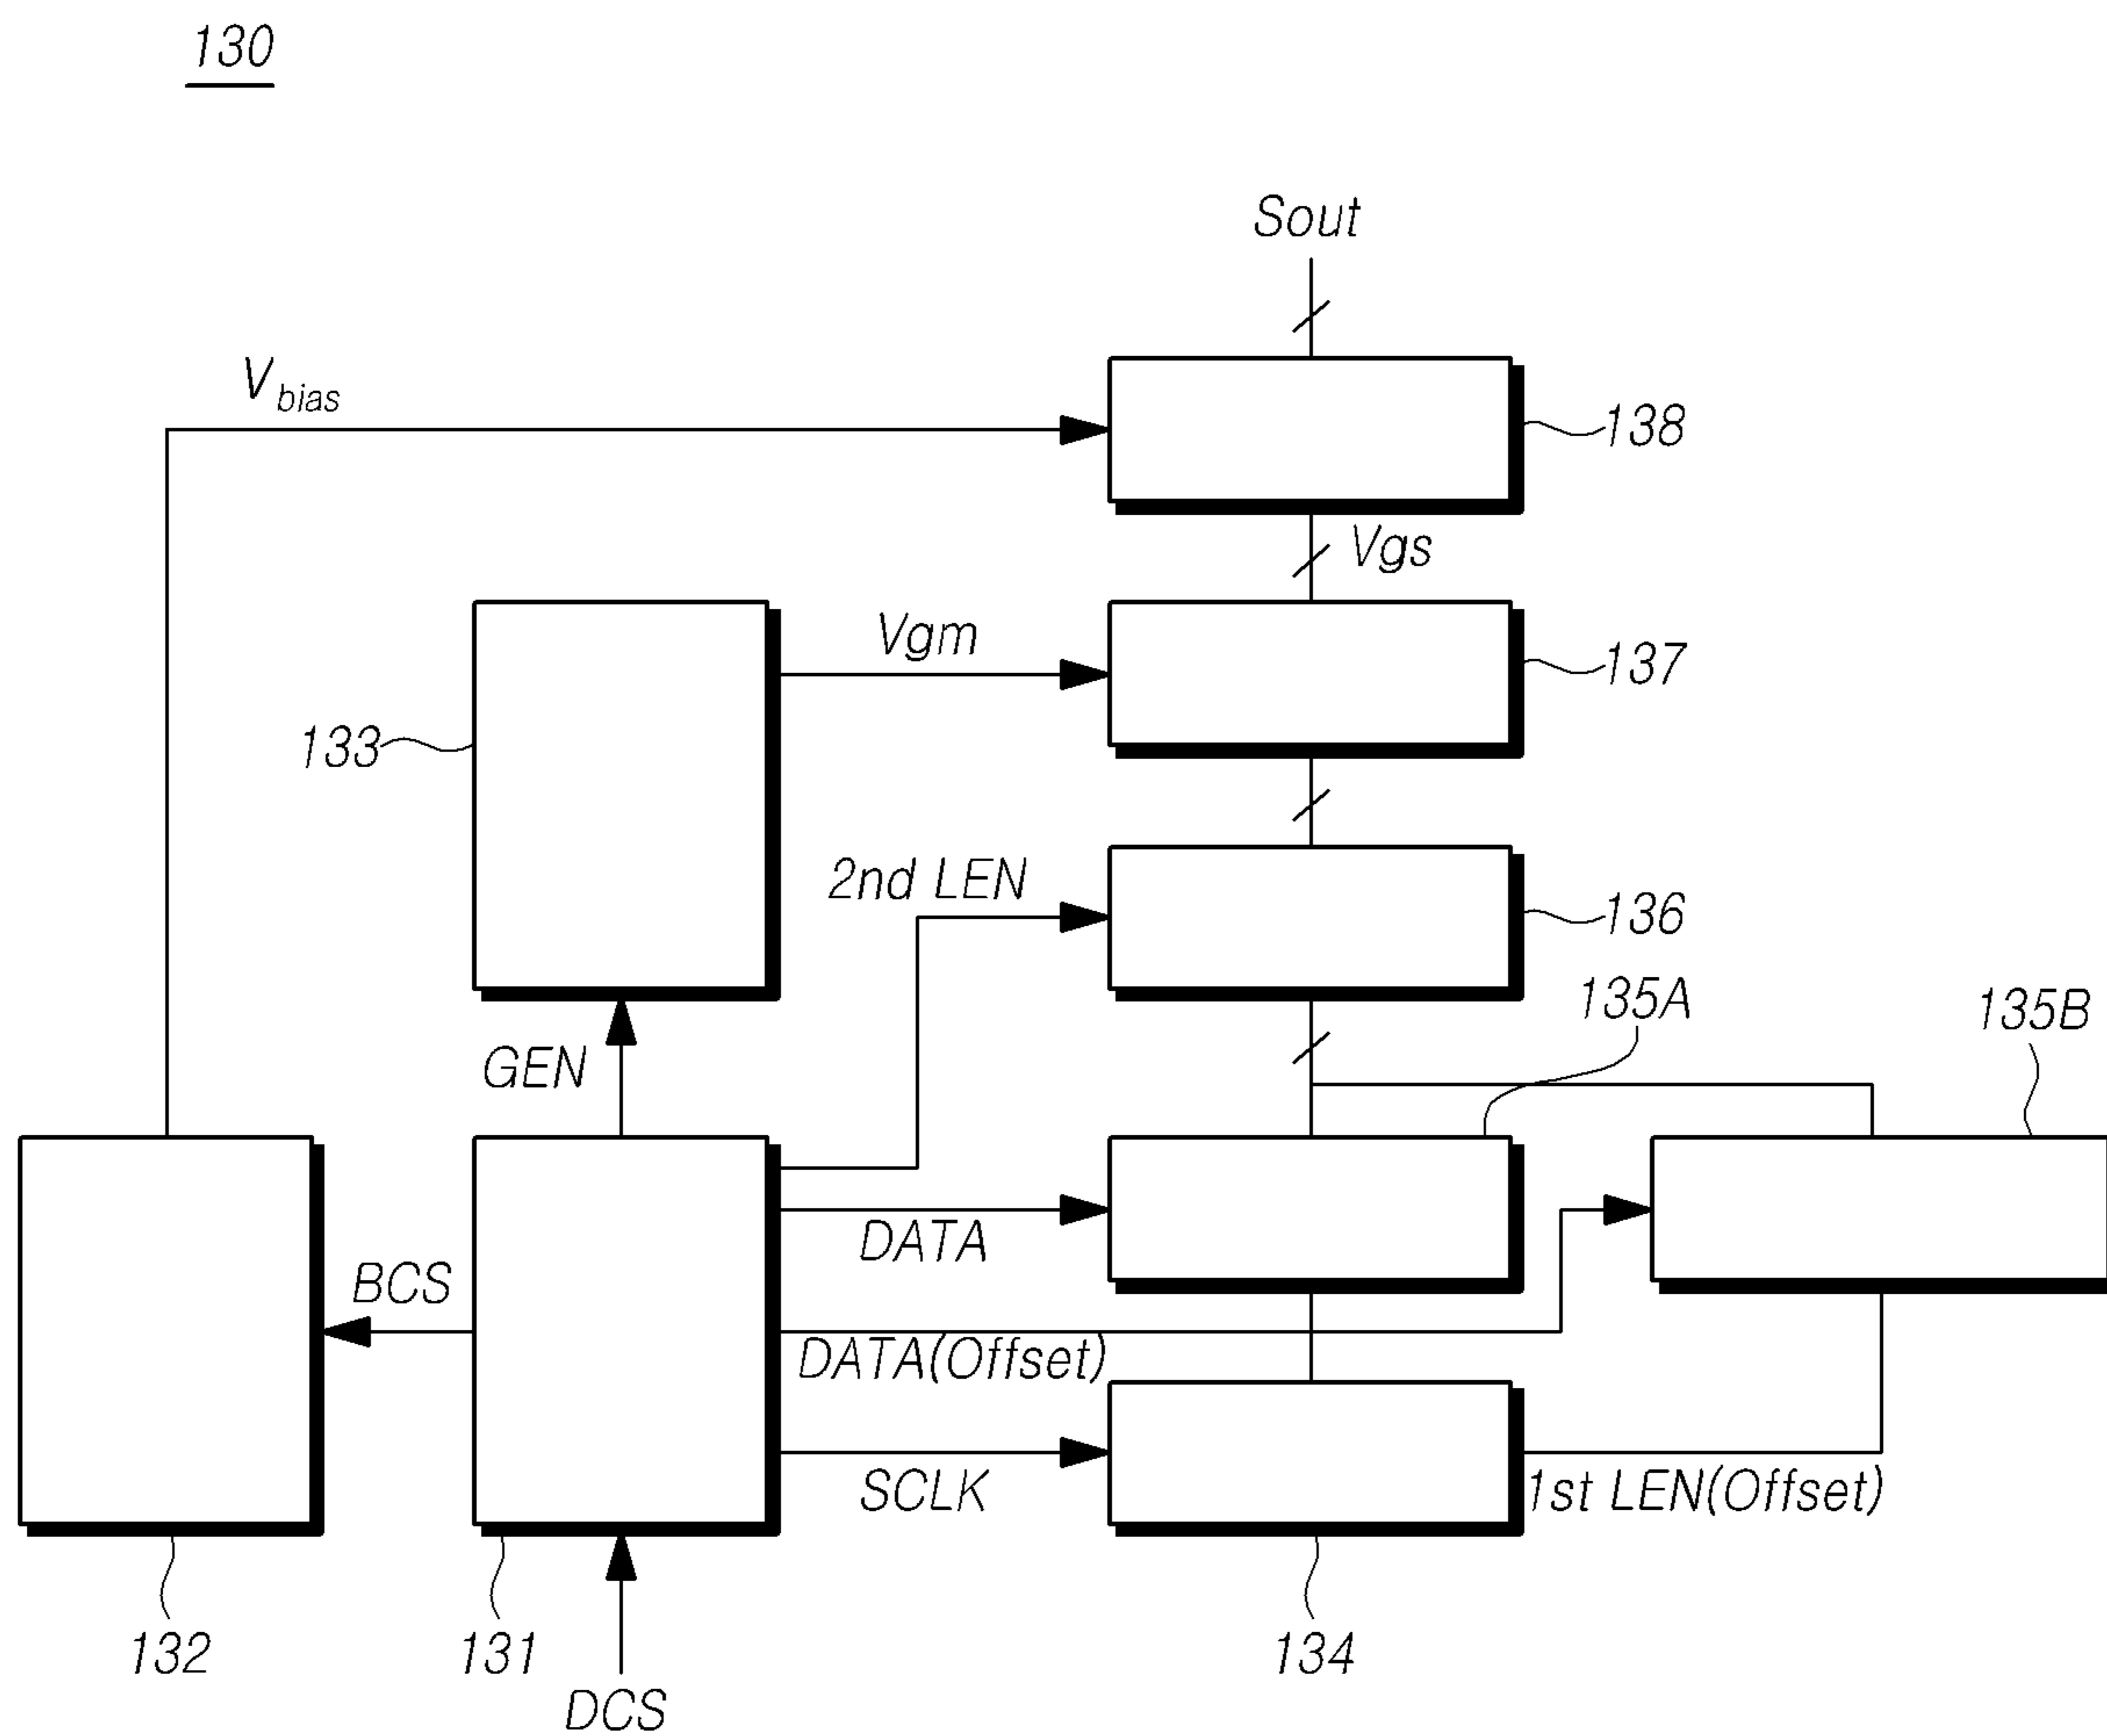 130
Sout
V bias
138
Vgs
Vgm
137
133
2nd LEN
136
135A
135B
GEN
DATA
BCS
DATA(Offset)
SCLK
1st LEN(Offset)
132
131
134
DCS